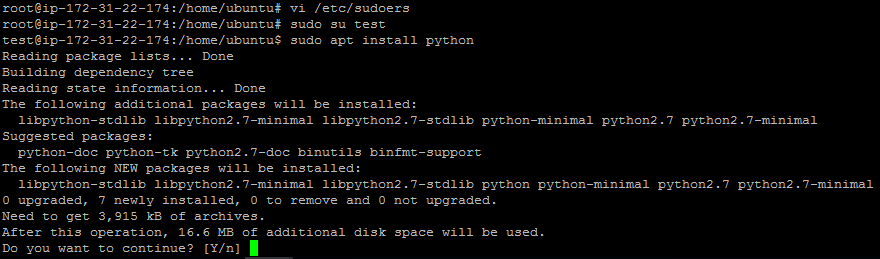 root@ip-172-31-22-174:/home/ubuntu# vi /etc/sudoers
root@ip-172-31-22-174:/home/ubuntu# sudo su test
test@ip-172-31-22-174:/home/ubuntu$ sudo apt install python
Reading package lists... Done
Building dependency tree
Reading state information... Done
The following additional packages will be installed:
  libpython-stdlib libpython2.7-minimal libpython2.7-stdlib python-minimal python2.7 python2.7-minimal
Suggested packages:
  python-doc python-tk python2.7-doc binutils binfmt-support
The following NEW packages will be installed:
  libpython-stdlib libpython2.7-minimal libpython2.7-stdlib python python-minimal python2.7 python2.7-minimal
0 upgraded, 7 newly installed, 0 to remove and 0 not upgraded.
Need to get 3,915 kB of archives.
After this operation, 16.6 MB of additional disk space will be used.
Do you want to continue? [Y/n]